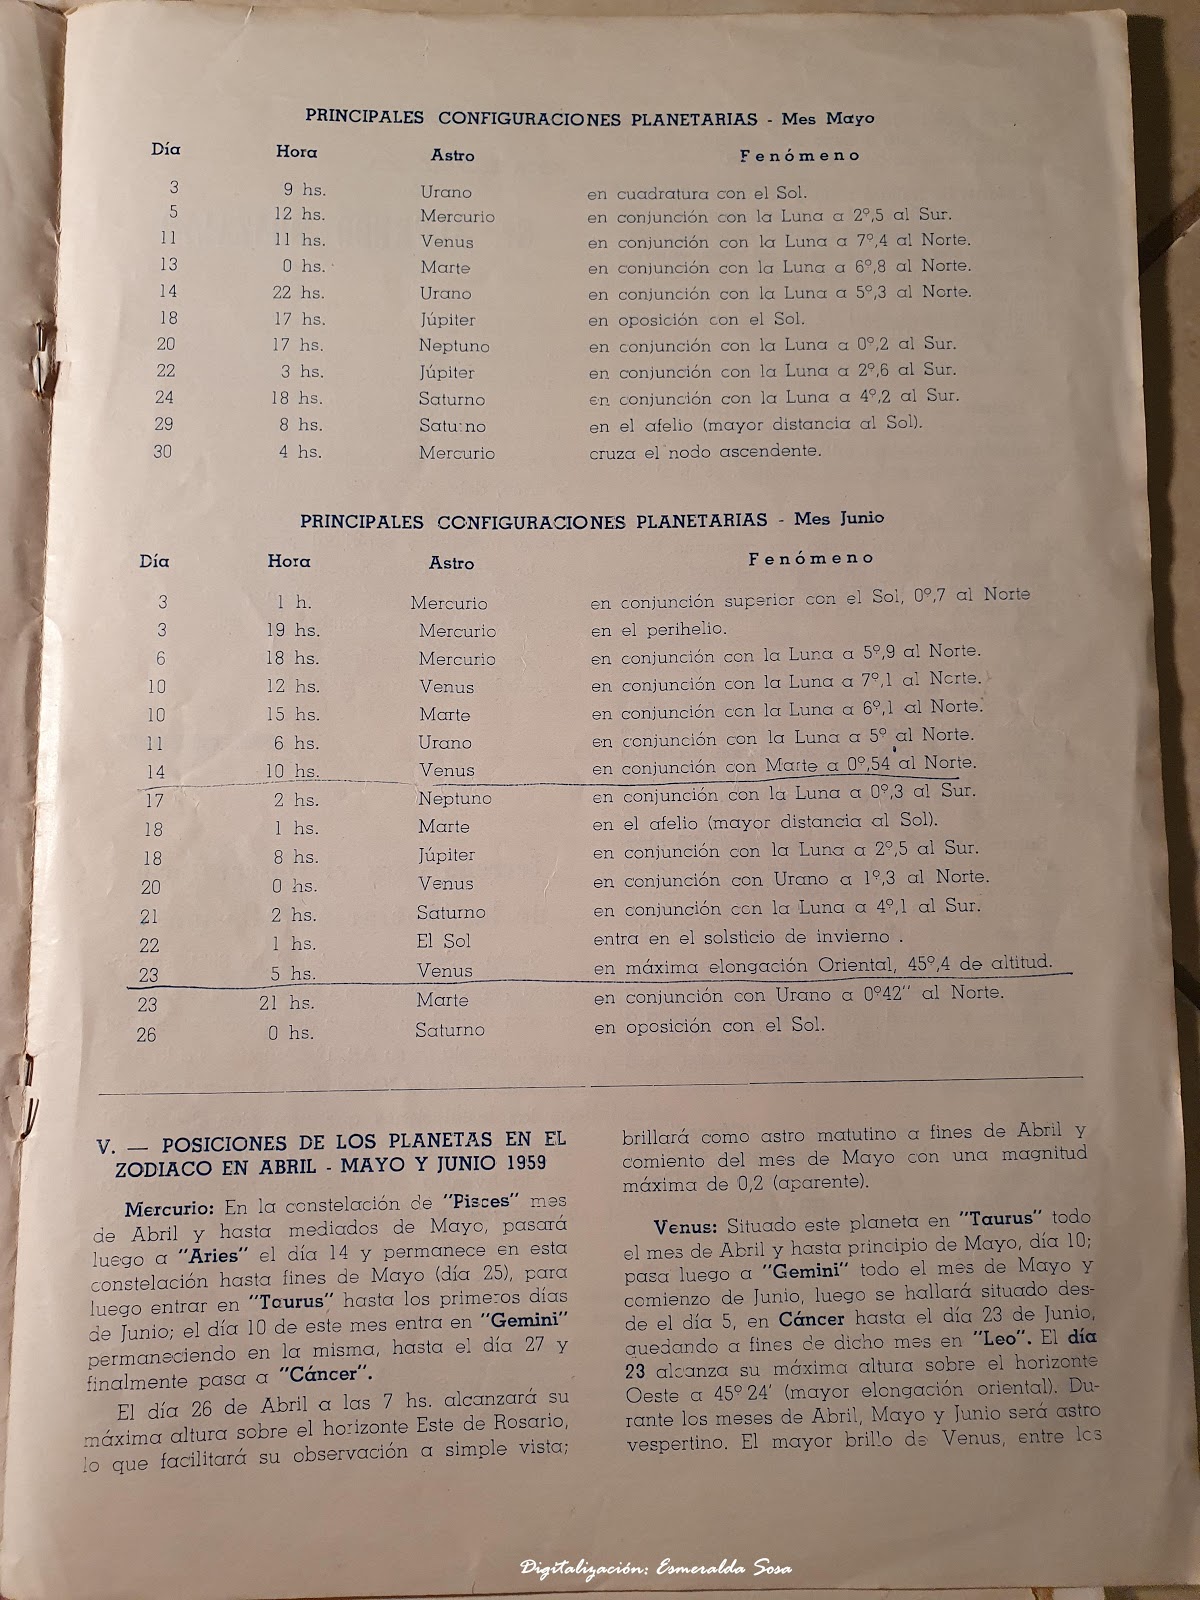 PRINCIPALES CONFIGURACIONES PLANETARIAS - Mes Mayo
Día Hora Astro Fenómeno
3 9 hs. Urano en cuadratura con el Sol.
5 12 hs. Mercurio en conjunción con la Luna a 2º,5 al Sur.
11 11 hs. Venus en conjunción con la Luna a 7º,4 al Norte.
13 0 hs. Marte en conjunción con la Luna a 6º,8 al Norte.
14 22 hs. Urano en conjunción con la Luna a 5º,3 al Norte.
18 17 hs. Júpiter en oposición con el Sol.
20 17 hs. Neptuno en conjunción con la Luna a 0º,2 al Sur.
22 3 hs. Júpiter en conjunción con la Luna a 2º,6 al Sur.
24 18 hs. Saturno en conjunción con la Luna a 4º,2 al Sur.
29 8 hs. Saturno en el afelio (mayor distancia al Sol).
30 4 hs. Mercurio cruza el nodo ascendente.
PRINCIPALES CONFIGURACIONES PLANETARIAS - Mes Junio
Día Hora Astro Fenómeno
3 1 h. Mercurio en conjunción superior con el Sol, 0º,7 al Norte
3 19 hs. Mercurio en el perihelio.
6 18 hs. Mercurio en conjunción con la Luna a 5º,9 al Norte.
10 12 hs. Venus en conjunción con la Luna a 7º,1 al Norte.
10 15 hs. Marte en conjunción con la Luna a 6º,1 al Norte.
11 6 hs. Urano en conjunción con la Luna a 5º al Norte.
14 10 hs. Venus en conjunción con Marte a 0º,54' al Norte.
17 2 hs. Neptuno en conjunción con la Luna a 0º,3 al Sur.
18 1 hs. Marte en el afelio (mayor distancia al Sol).
18 8 hs. Júpiter en conjunción con la Luna a 2º,5 al Sur.
20 0 hs. Venus en conjunción con Urano a 1º,3 al Norte.
21 2 hs. Saturno en conjunción con la Luna a 4º,1 al Sur.
22 1 hs. El Sol entra en el solsticio de invierno .
23 5 hs. Venus en máxima elongación Oriental, 45º,4 de altitud.
23 21 hs. Marte en conjunción con Urano a 0º42'' al Norte.
26 0 hs. Saturno en oposición con el Sol.
V. — POSICIONES DE LOS PLANETAS EN EL
ZODIACO EN ABRIL - MAYO Y JUNIO 1959
Mercurio: En la constelación de "Pisces" mes
de Abril y hasta mediados de Mayo, pasará
luego a "Aries" el día 14 y permanece en esta
constelación hasta fines de Mayo (día 25), para
luego entrar en "Taurus" hasta los primeros días
de Junio; el día 10 de este mes entra en "Gemini"
permaneciendo en la misma, hasta el día 27 y
finalmente pasa a "Cáncer".
El día 26 de Abril a las 7 hs. alcanzará su
máxima altura sobre el horizonte Este de Rosario,
lo que facilitará su observación a simple vista;
brillará como astro matutino a fines de Abril y
comiento del mes de Mayo con una magnitud
máxima de 0,2 (aparente).
Venus: Situado este planeta en "Taurus" todo
el mes de Abril y hasta principio de Mayo, día 10;
pasa luego a "Gemini" todo el mes de Mayo y
comienzo de Junio, luego se hallará situado des-
de el día 5, en Cáncer hasta el día 23 de Junio,
quedando a fines de dicho mes en "Leo". El día
23 alcanza su máxima altura sobre el horizonte
Oeste a 45º 24' (mayor elongación oriental). Du-
rante los meses de Abril, Mayo y Junio será astro
vespertino. El mayor brillo de Venus, entre los
Digitalización: Esmeralda Sosa